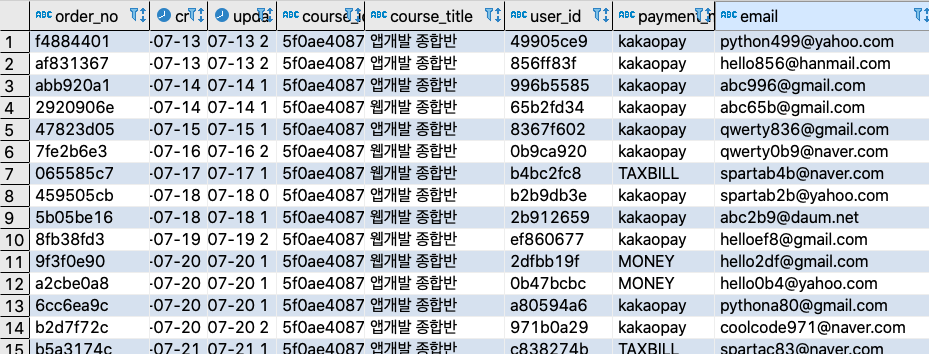 ABC order_no cr upda ABC course_i ABC course_title ABC user_id ABC payment_ ABC email
1 f4884401 -07-13 07-13 2 5f0ae4087 앱개발 종합반 49905ce9 kakaopay python499@yahoo.com
2 af831367 -07-13 07-13 2 5f0ae4087 앱개발 종합반 856ff83f kakaopay hello856@hanmail.com
3 abb920a1 -07-14 07-14 1 5f0ae4087 앱개발 종합반 996b5585 kakaopay abc996@gmail.com
4 2920906e -07-14 07-14 1 5f0ae4087 웹개발 종합반 65b2fd34 kakaopay abc65b@gmail.com
5 47823d05 -07-15 07-15 1 5f0ae4087 앱개발 종합반 8367f602 kakaopay qwerty836@gmail.com
6 7fe2b6e3 -07-16 07-16 2 5f0ae4087 웹개발 종합반 0b9ca920 kakaopay qwerty0b9@naver.com
7 065585c7 -07-17 07-17 1 5f0ae4087 앱개발 종합반 b4bc2fc8 TAXBILL spartab4b@naver.com
8 459505cb -07-18 07-18 0 5f0ae4087 앱개발 종합반 b2b9db3e kakaopay spartab2b@yahoo.com
9 5b05be16 -07-18 07-18 1 5f0ae4087 웹개발 종합반 2b912659 kakaopay abc2b9@daum.net
10 8fb38fd3 -07-19 07-19 2 5f0ae4087 웹개발 종합반 ef860677 kakaopay helloef8@gmail.com
11 9f3f0e90 -07-20 07-20 1 5f0ae4087 웹개발 종합반 2dfbb19f MONEY hello2df@gmail.com
12 a2cbe0a8 -07-20 07-20 1 5f0ae4087 앱개발 종합반 0b47bcbc MONEY hello0b4@yahoo.com
13 6cc6ea9c -07-20 07-20 1 5f0ae4087 앱개발 종합반 a80594a6 kakaopay pythona80@gmail.com
14 b2d7f72c -07-20 07-20 2 5f0ae4087 앱개발 종합반 971b0a29 kakaopay coolcode971@naver.com
15 b5a3174c -07-21 07-21 1 5f0ae4087 웹개발 종합반 c838274b kakaopay spartac83@naver.com